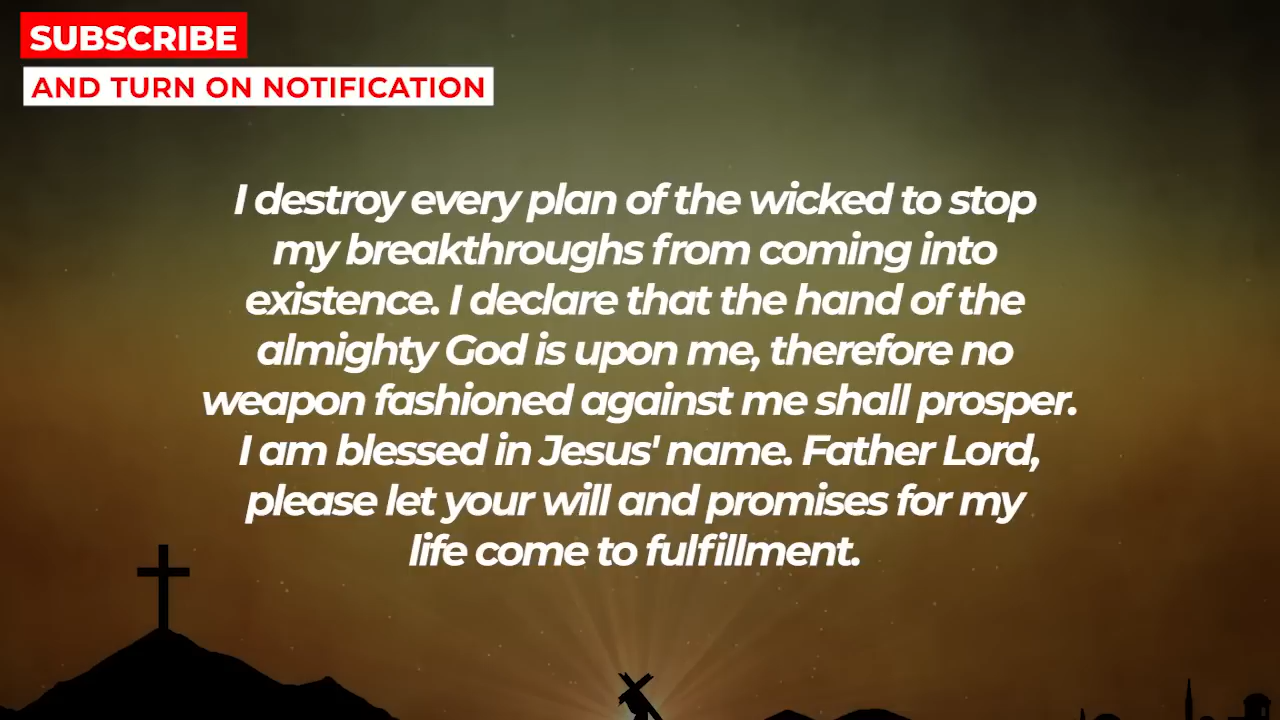 SUBSCRIBE
AND TURN ON NOTIFICATION
I destroy every plan of the wicked to stop
my breakthroughs from coming into
existence. I declare that the hand of the
almighty God is upon me, therefore no
weapon fashioned against me shall prosper.
I am blessed in Jesus' name. Father Lord,
please let your will and promises for my
life come to fulfillment.